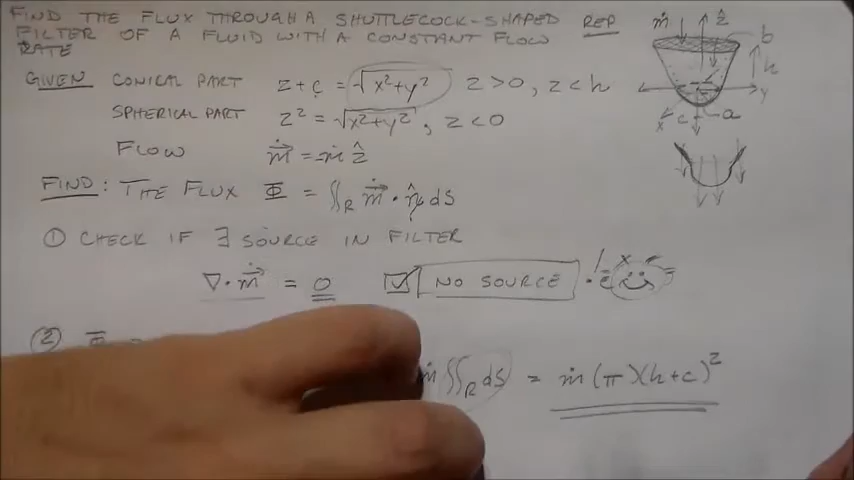 FIND THE FLUX THROUGH A SHUTTLECOCK-SHAPED REP
FILTER OF A FLUID WITH A CONSTANT FLOW
RATE
GIVEN CONICAL PART z + c = √x²+y² z > 0, z < h
SPHERICAL PART z² = √x²+y², z < 0
FLOW ṁ⃗ = -ṁ ẑ
FIND: THE FLUX Φ = ∬_R ṁ⃗ · n̂ dS
① CHECK IF ∃ SOURCE IN FILTER
∇ · ṁ⃗ = 0 ☑ NO SOURCE
② Φ
ṁ ∬_R dS = ṁ (π)(h+c)²
ṁ ẑ
b
h
y
x c a